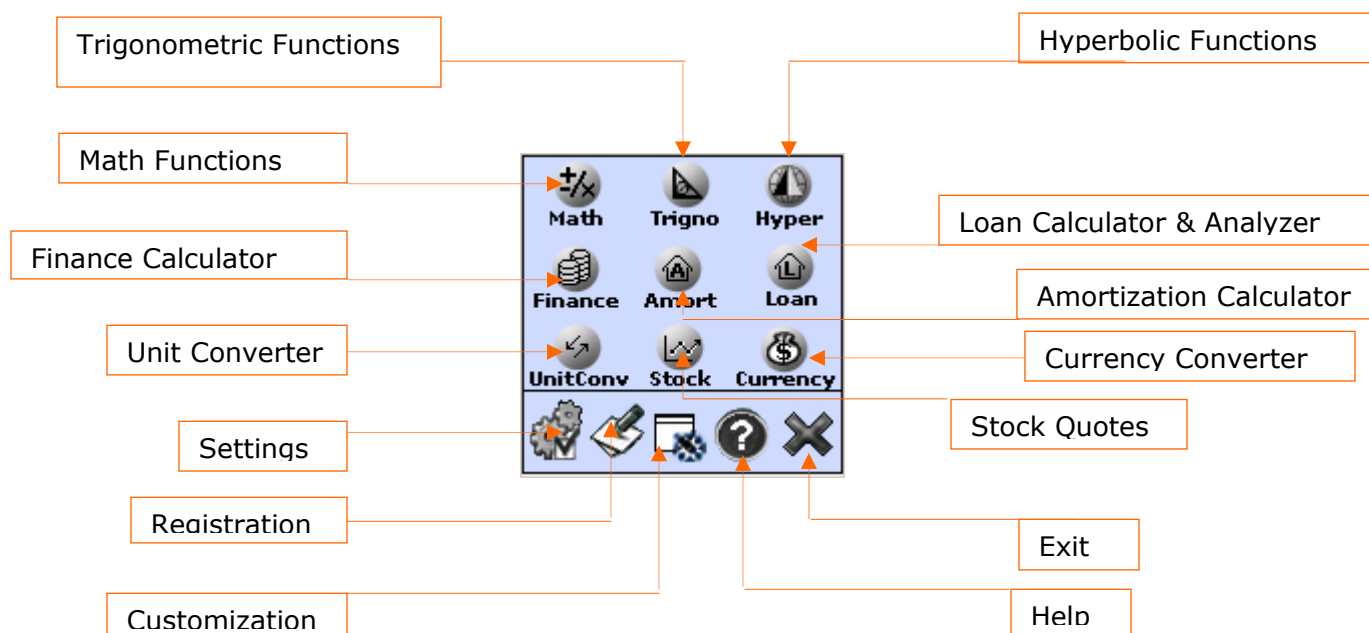 Trigonometric Functions
Hyperbolic Functions
Math Functions
Math Trigno Hyper
Loan Calculator & Analyzer
Finance Calculator
Finance Amort Loan
Amortization Calculator
Unit Converter
Currency Converter
UnitConv Stock Currency
Stock Quotes
Settings
Registration
Exit
Customization
Help